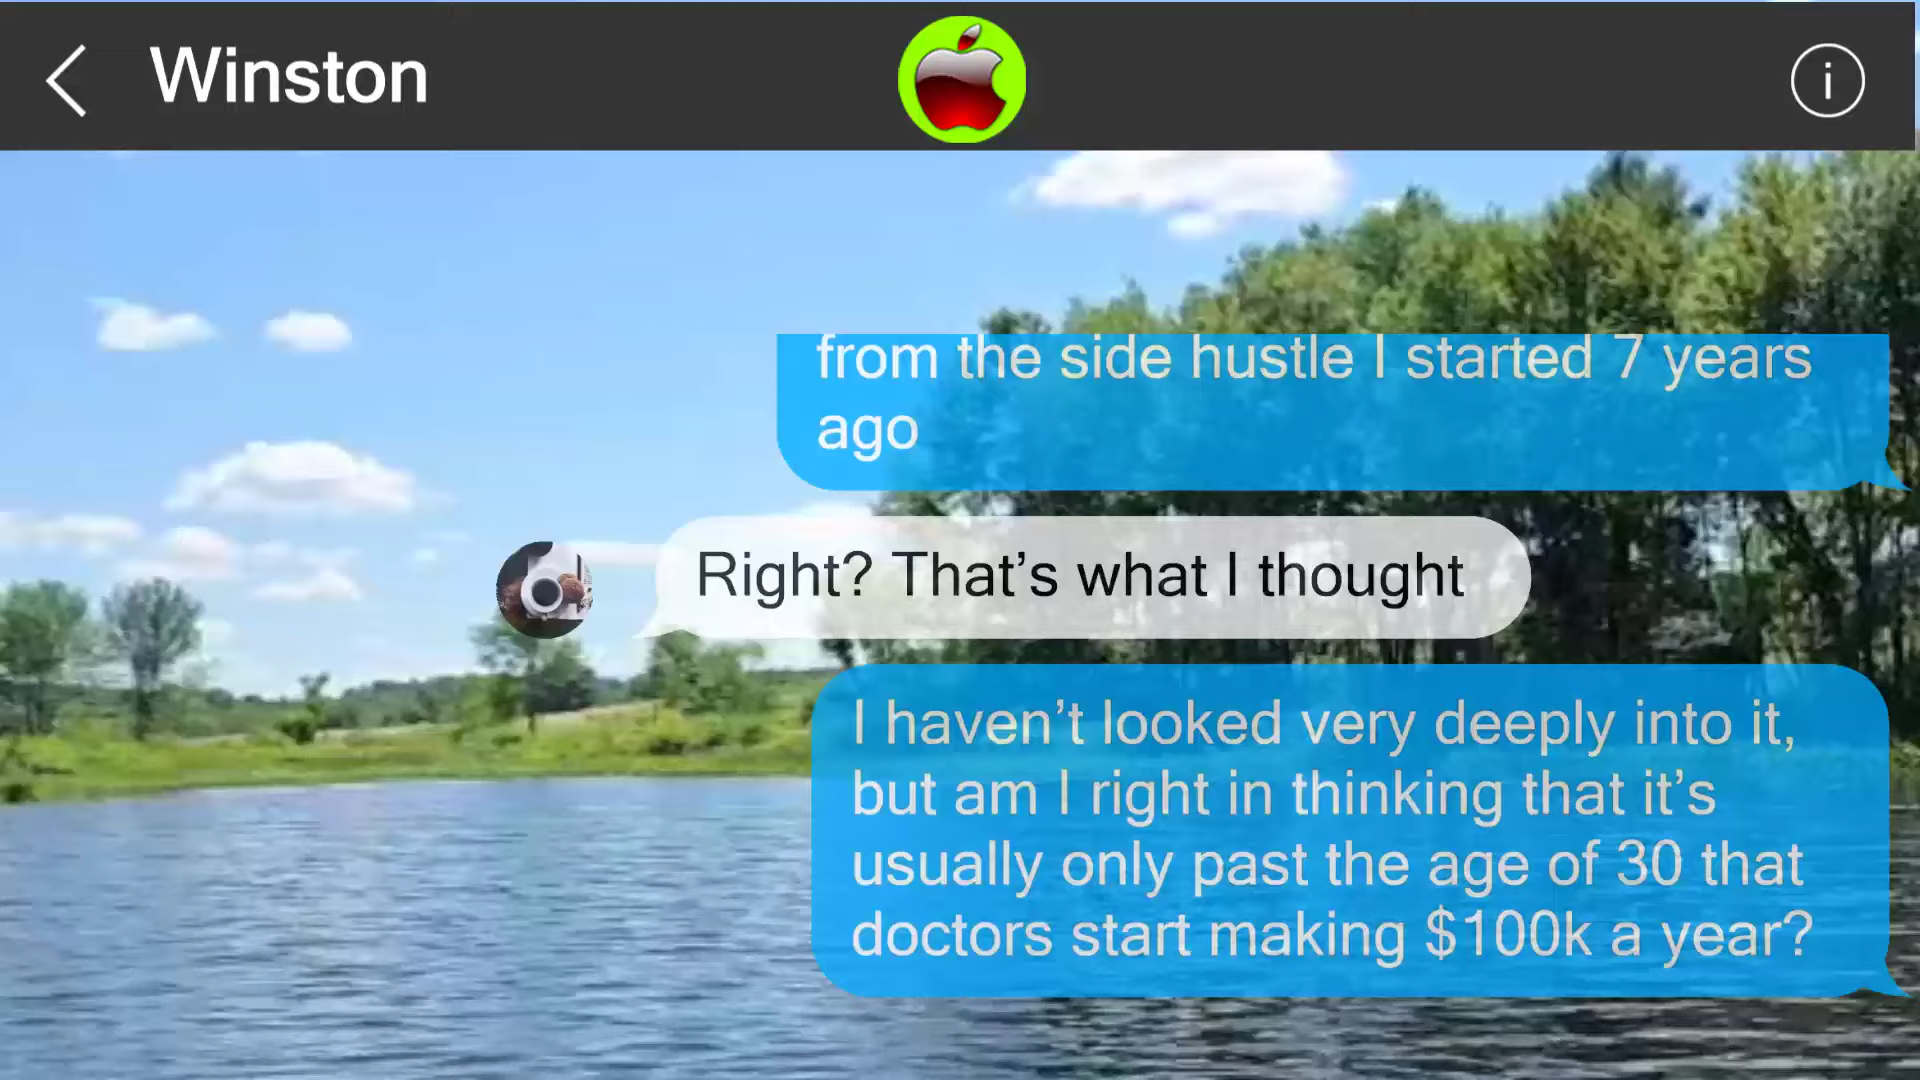 Winston
from the side hustle I started 7 years
ago
Right? That’s what I thought
I haven’t looked very deeply into it,
but am I right in thinking that it’s
usually only past the age of 30 that
doctors start making $100k a year?